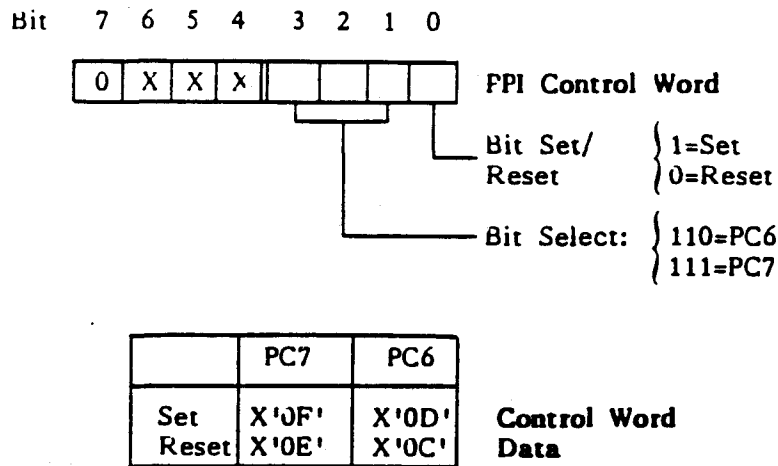 Bit 7 6 5 4 3 2 1 0
0 X X X PPI Control Word
Bit Set/ 1=Set
Reset 0=Reset
Bit Select: 110=PC6
111=PC7
PC7 PC6
Set X'0F' X'0D' Control Word
Reset X'0E' X'0C' Data